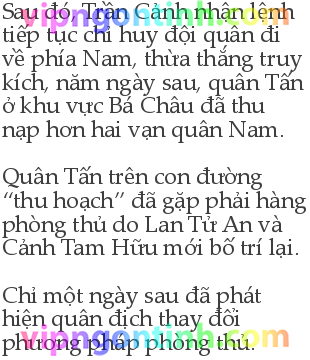 Sau đó, Trần Cảnh nhận lệnh
tiếp tục chỉ huy đội quân đi
về phía Nam, thừa thắng truy
kích, năm ngày sau, quân Tấn
ở khu vực Bá Châu đã thu
nạp hơn hai vạn quân Nam.
Quân Tấn trên con đường
“thu hoạch” đã gặp phải hàng
phòng thủ do Lan Tử An và
Cảnh Tam Hữu mới bố trí lại.
Chỉ một ngày sau đã phát
hiện quân địch thay đổi
phương pháp phòng thủ.
vipngontinh.com
vipngontinh.com